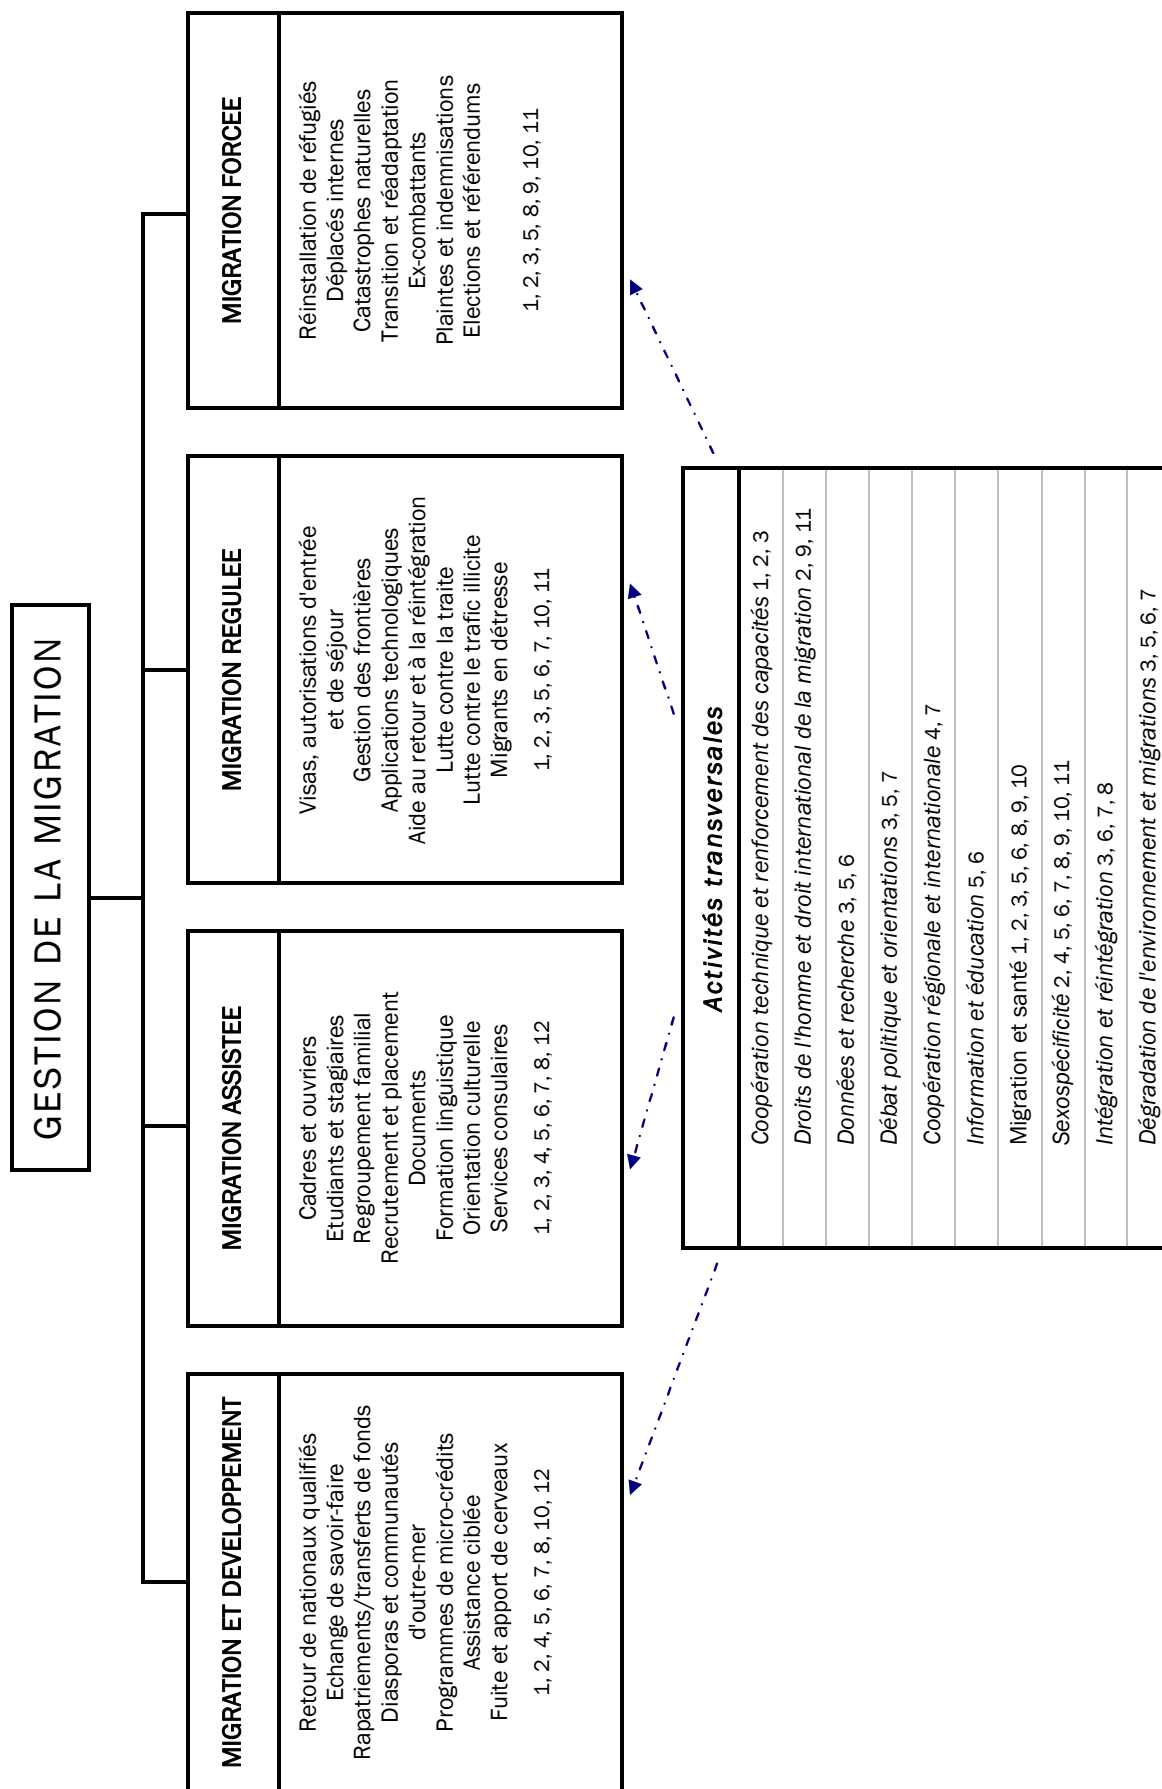 GESTION DE LA MIGRATION
MIGRATION ET DEVELOPPEMENT
Retour de nationaux qualifiés
Echange de savoir-faire
Rapatriements/transferts de fonds
Diasporas et communautés
d'outre-mer
Programmes de micro-crédits
Assistance ciblée
Fuite et apport de cerveaux
1, 2, 4, 5, 6, 7, 8, 10, 12
MIGRATION ASSISTEE
Cadres et ouvriers
Etudiants et stagiaires
Regroupement familial
Recrutement et placement
Documents
Formation linguistique
Orientation culturelle
Services consulaires
1, 2, 3, 4, 5, 6, 7, 8, 12
MIGRATION REGULEE
Visas, autorisations d'entrée
et de séjour
Gestion des frontières
Applications technologiques
Aide au retour et à la réintégration
Lutte contre la traite
Lutte contre le trafic illicite
Migrants en détresse
1, 2, 3, 5, 6, 7, 10, 11
MIGRATION FORCEE
Réinstallation de réfugiés
Déplacés internes
Catastrophes naturelles
Transition et réadaptation
Ex-combattants
Plaintes et indemnisations
Elections et référendums
1, 2, 3, 5, 8, 9, 10, 11
Activités transversales
Coopération technique et renforcement des capacités 1, 2, 3
Droits de l'homme et droit international de la migration 2, 9, 11
Données et recherche 3, 5, 6
Débat politique et orientations 3, 5, 7
Coopération régionale et internationale 4, 7
Information et éducation 5, 6
Migration et santé 1, 2, 3, 5, 6, 8, 9, 10
Sexospécificité 2, 4, 5, 6, 7, 8, 9, 10, 11
Intégration et réintégration 3, 6, 7, 8
Dégradation de l'environnement et migrations 3, 5, 6, 7